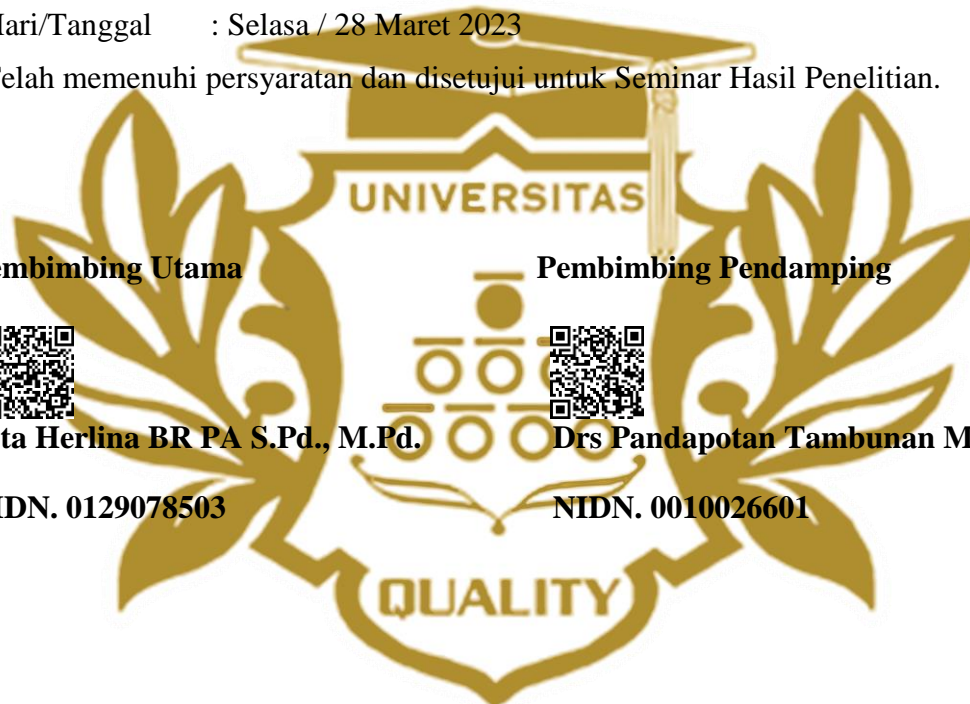 Hari/Tanggal : Selasa / 28 Maret 2023
Telah memenuhi persyaratan dan disetujui untuk Seminar Hasil Penelitian.
UNIVERSITAS
Pembimbing Utama Pembimbing Pendamping
Herlina BR PA S.Pd., M.Pd. Drs Pandapotan Tambunan
NIDN. 0129078503 NIDN. 0010026601
QUALITY